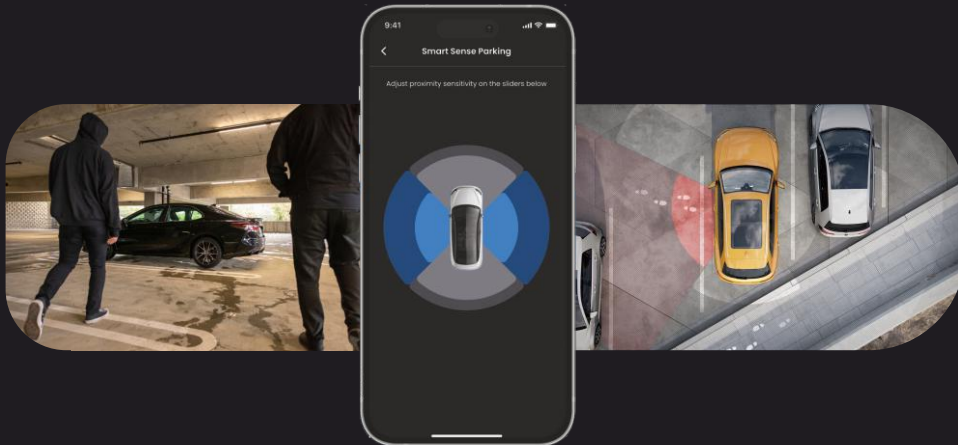 9:41
Smart Sense Parking
Adjust proximity sensitivity on the sliders below